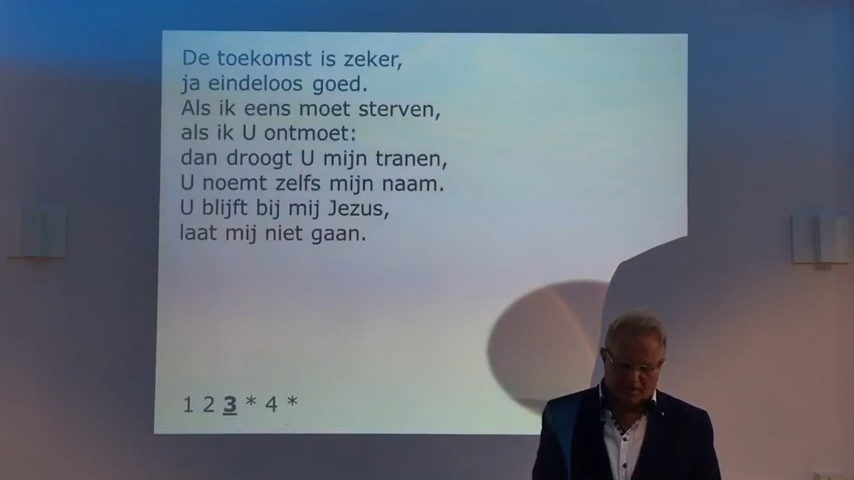 De toekomst is zeker,
ja eindeloos goed.
Als ik eens moet sterven,
als ik U ontmoet:
dan droogt U mijn tranen,
U noemt zelfs mijn naam.
U blijft bij mij Jezus,
laat mij niet gaan.
1 2 3 * 4 *